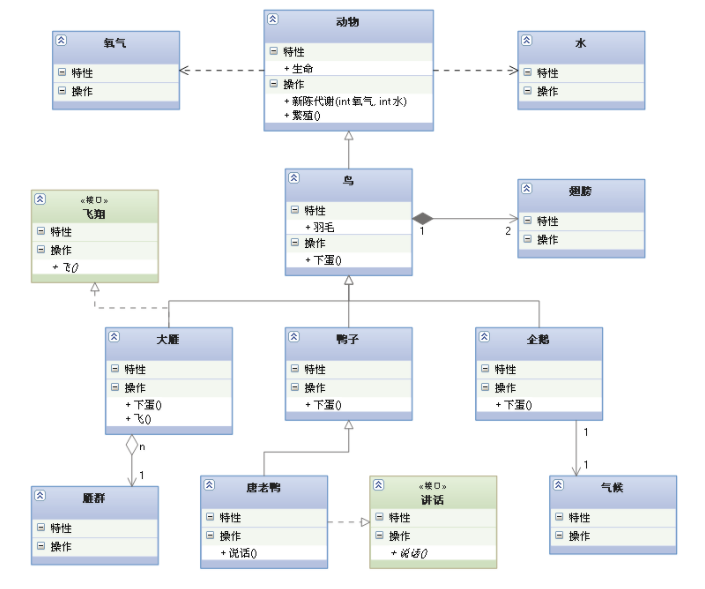 动物
特性
+ 生命
操作
+ 新陈代谢(int 氧气, int 水)
+ 繁殖()
氧气
特性
操作
水
特性
操作
鸟
特性
+ 羽毛
操作
+ 下蛋()
1
2
翅膀
特性
操作
«接口»
飞翔
特性
操作
+ 飞()
大雁
特性
操作
+ 下蛋()
+ 飞()
鸭子
特性
操作
+ 下蛋()
企鹅
特性
操作
+ 下蛋()
n
1
1
1
雁群
特性
操作
唐老鸭
特性
操作
+ 说话()
«接口»
讲话
特性
操作
+ 说话()
气候
特性
操作